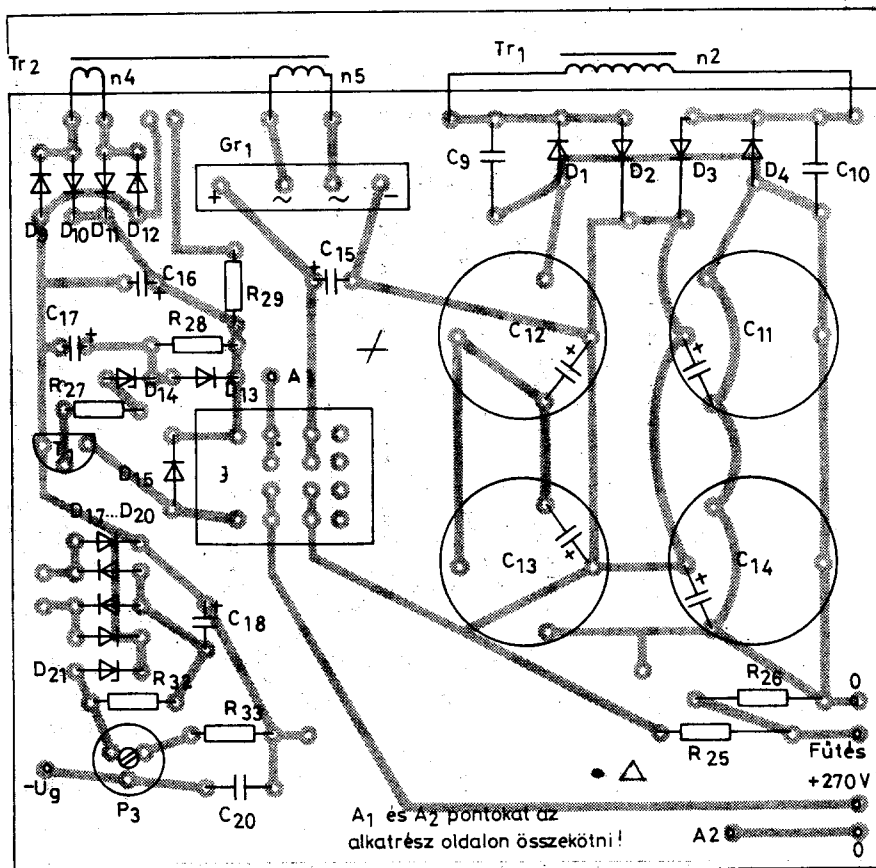 Tr2 n4 n5 Tr1 n2
Gr1
+ ~ ~ -
C9 D1 D2 D3 D4 C10
D9 D10 D11 D12
C16 + R29 + C15
C17 + R28 C12 C11
D14 D13 A
R27
T1
D15
D17...D20
C13 C14
C18
D21
R32 R26 0
R33 R25 Fűtés
+270V
-Ug P3 C20
A1 és A2 pontokat az
alkatrész oldalon összekötni! A2 0